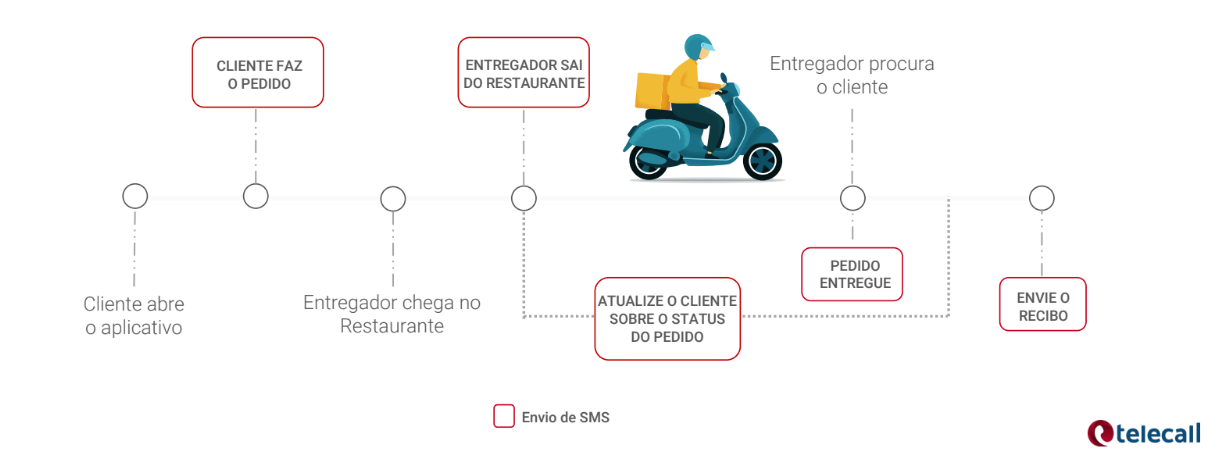 CLIENTE FAZ
O PEDIDO
ENTREGADOR SAI
DO RESTAURANTE
Entregador procura
o cliente
Cliente abre
o aplicativo
Entregador chega no
Restaurante
ATUALIZE O CLIENTE
SOBRE O STATUS
DO PEDIDO
PEDIDO
ENTREGUE
ENVIE O
RECIBO
Envio de SMS
telecall